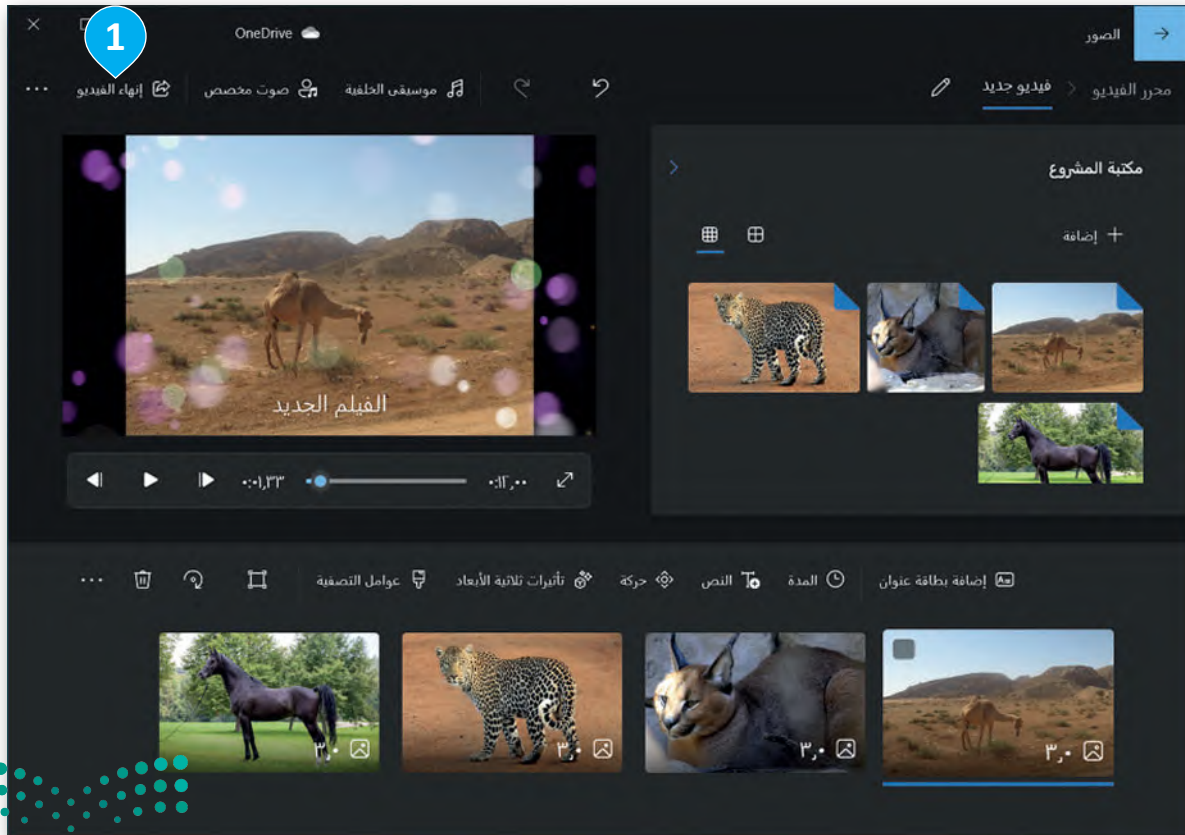 الصور
OneDrive
1
محرر الفيديو
فيديو جديد
موسيقى الخلفية
صوت مخصص
إنهاء الفيديو
مكتبة المشروع
إضافة
الفيلم الجديد
٠:٠١,٣٣
٠:١٢,٠٠
إضافة بطاقة عنوان
المدة
النص
حركة
تأثيرات ثلاثية الأبعاد
عوامل التصفية
٣,٠
٣,٠
٣,٠
٣,٠